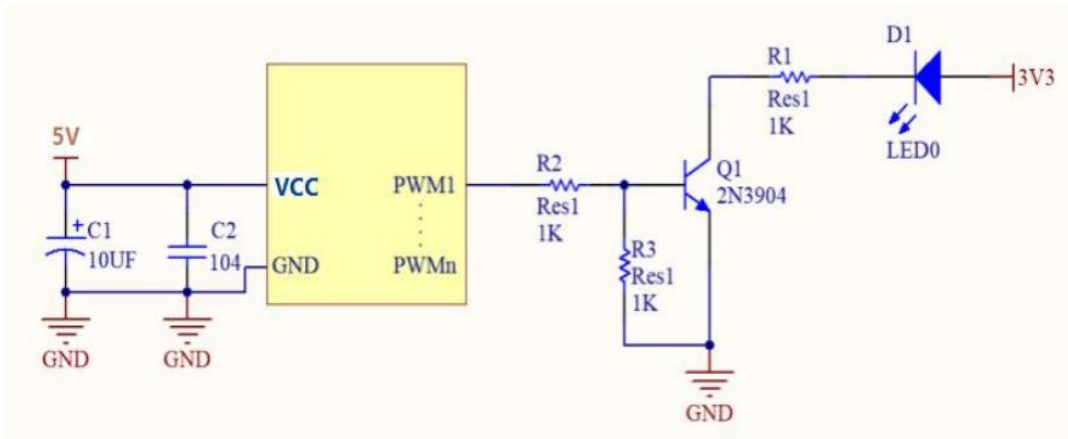 D1
R1
3V3
Res1
1K
LED0
5V
R2
Q1
VCC
PWM1
2N3904
C1
C2
Res1
1K
10UF
104
GND
PWMn
R3
Res1
1K
GND
GND
GND